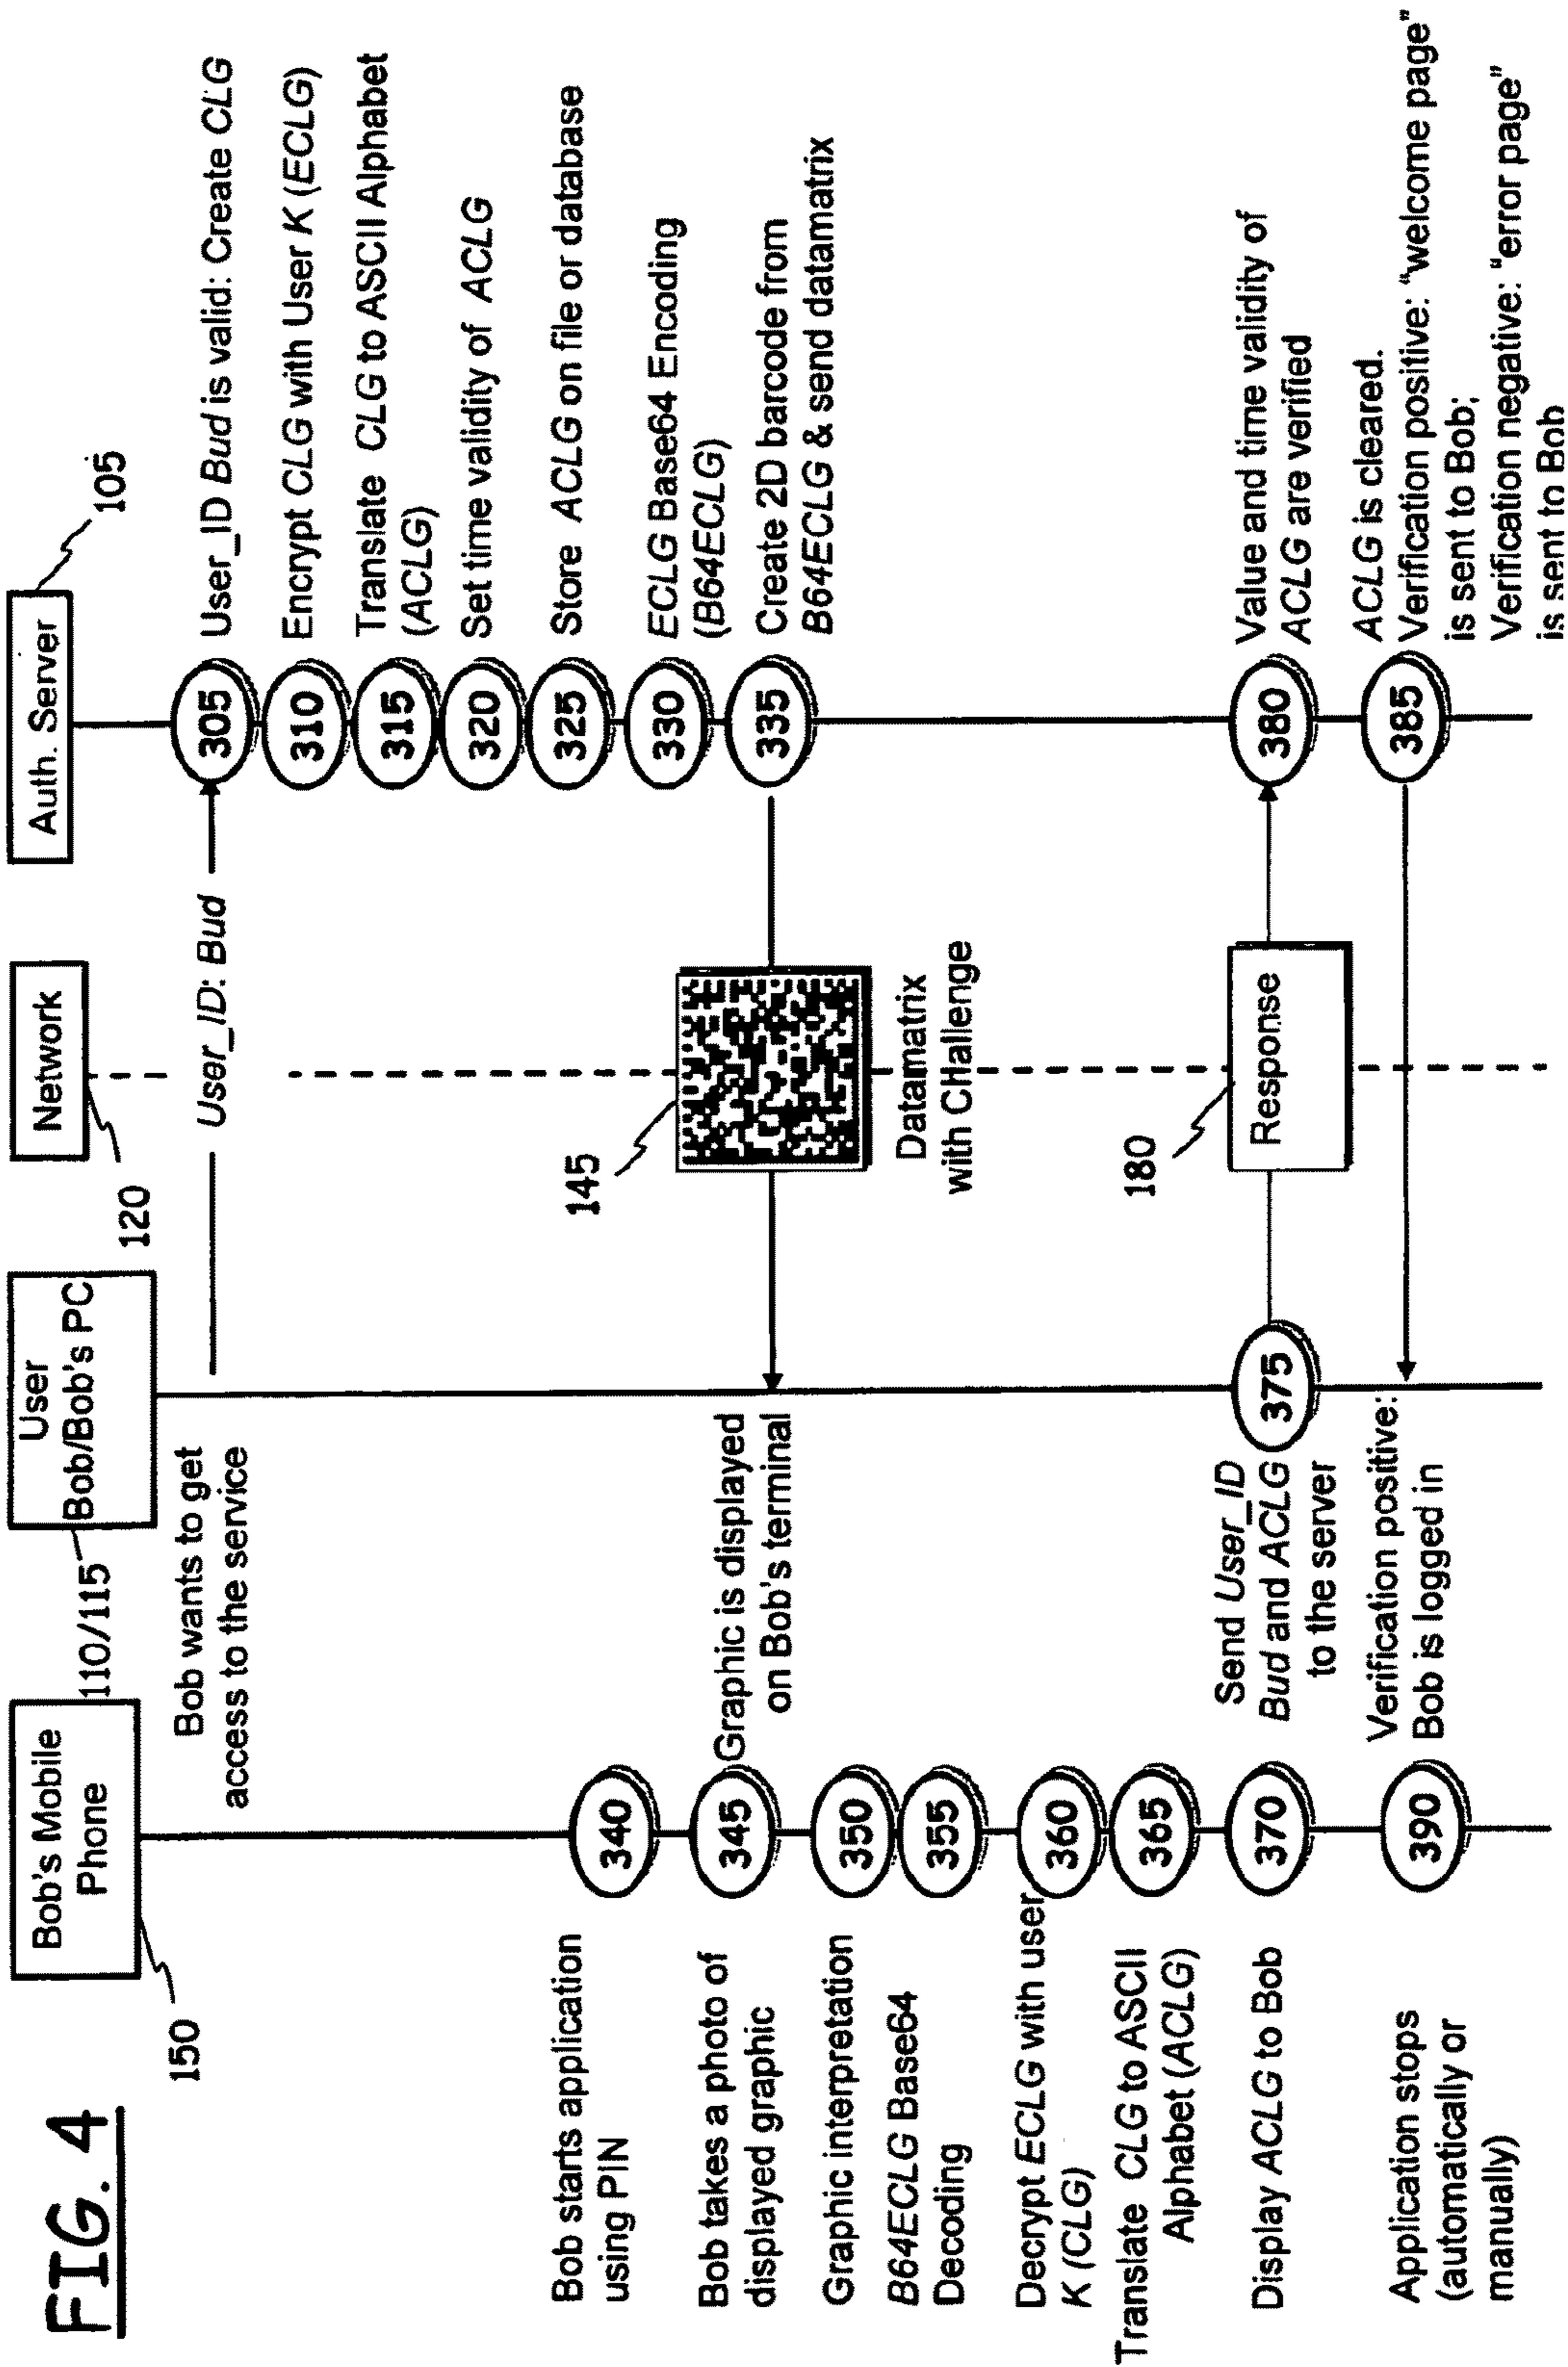 FIG. 4
Bob's Mobile
Phone
150
User
Bob/Bob's PC
110/115
Network
120
Auth. Server
105
Bob wants to get
access to the service
User_ID: Bud
305
User_ID Bud is valid: Create CLG
310
Encrypt CLG with User K (ECLG)
315
Translate CLG to ASCII Alphabet
(ACLG)
320
Set time validity of ACLG
325
Store ACLG on file or database
330
ECLG Base64 Encoding
(B64ECLG)
335
Create 2D barcode from
B64ECLG & send datamatrix
145
Datamatrix
with CHallenge
Graphic is displayed
on Bob's terminal
Bob starts application
using PIN
340
Bob takes a photo of
displayed graphic
345
Graphic interpretation
350
B64ECLG Base64
Decoding
355
Decrypt ECLG with user
K (CLG)
360
Translate CLG to ASCII
Alphabet (ACLG)
365
Display ACLG to Bob
370
Send User_ID
Bud and ACLG
to the server
375
180
Response
380
Value and time validity of
ACLG are verified
ACLG is cleared.
385
Verification positive: "welcome page"
is sent to Bob;
Verification negative: "error page"
is sent to Bob
Verification positive:
Bob is logged in
390
Application stops
(automatically or
manually)